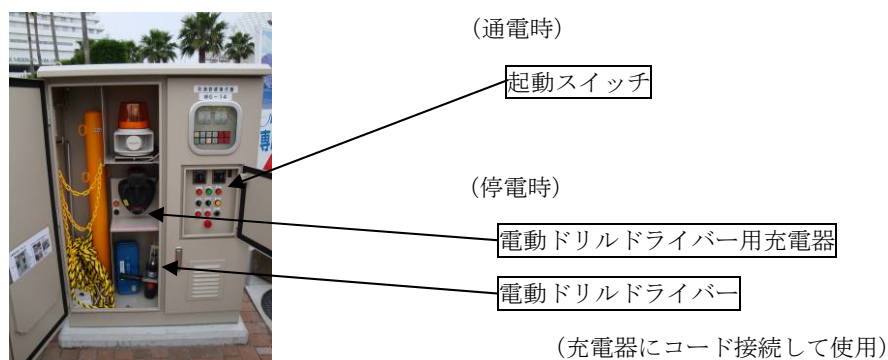 (通電時)
起動スイッチ
(停電時)
電動ドリルドライバー用充電器
電動ドリルドライバー
(充電器にコード接続して使用)